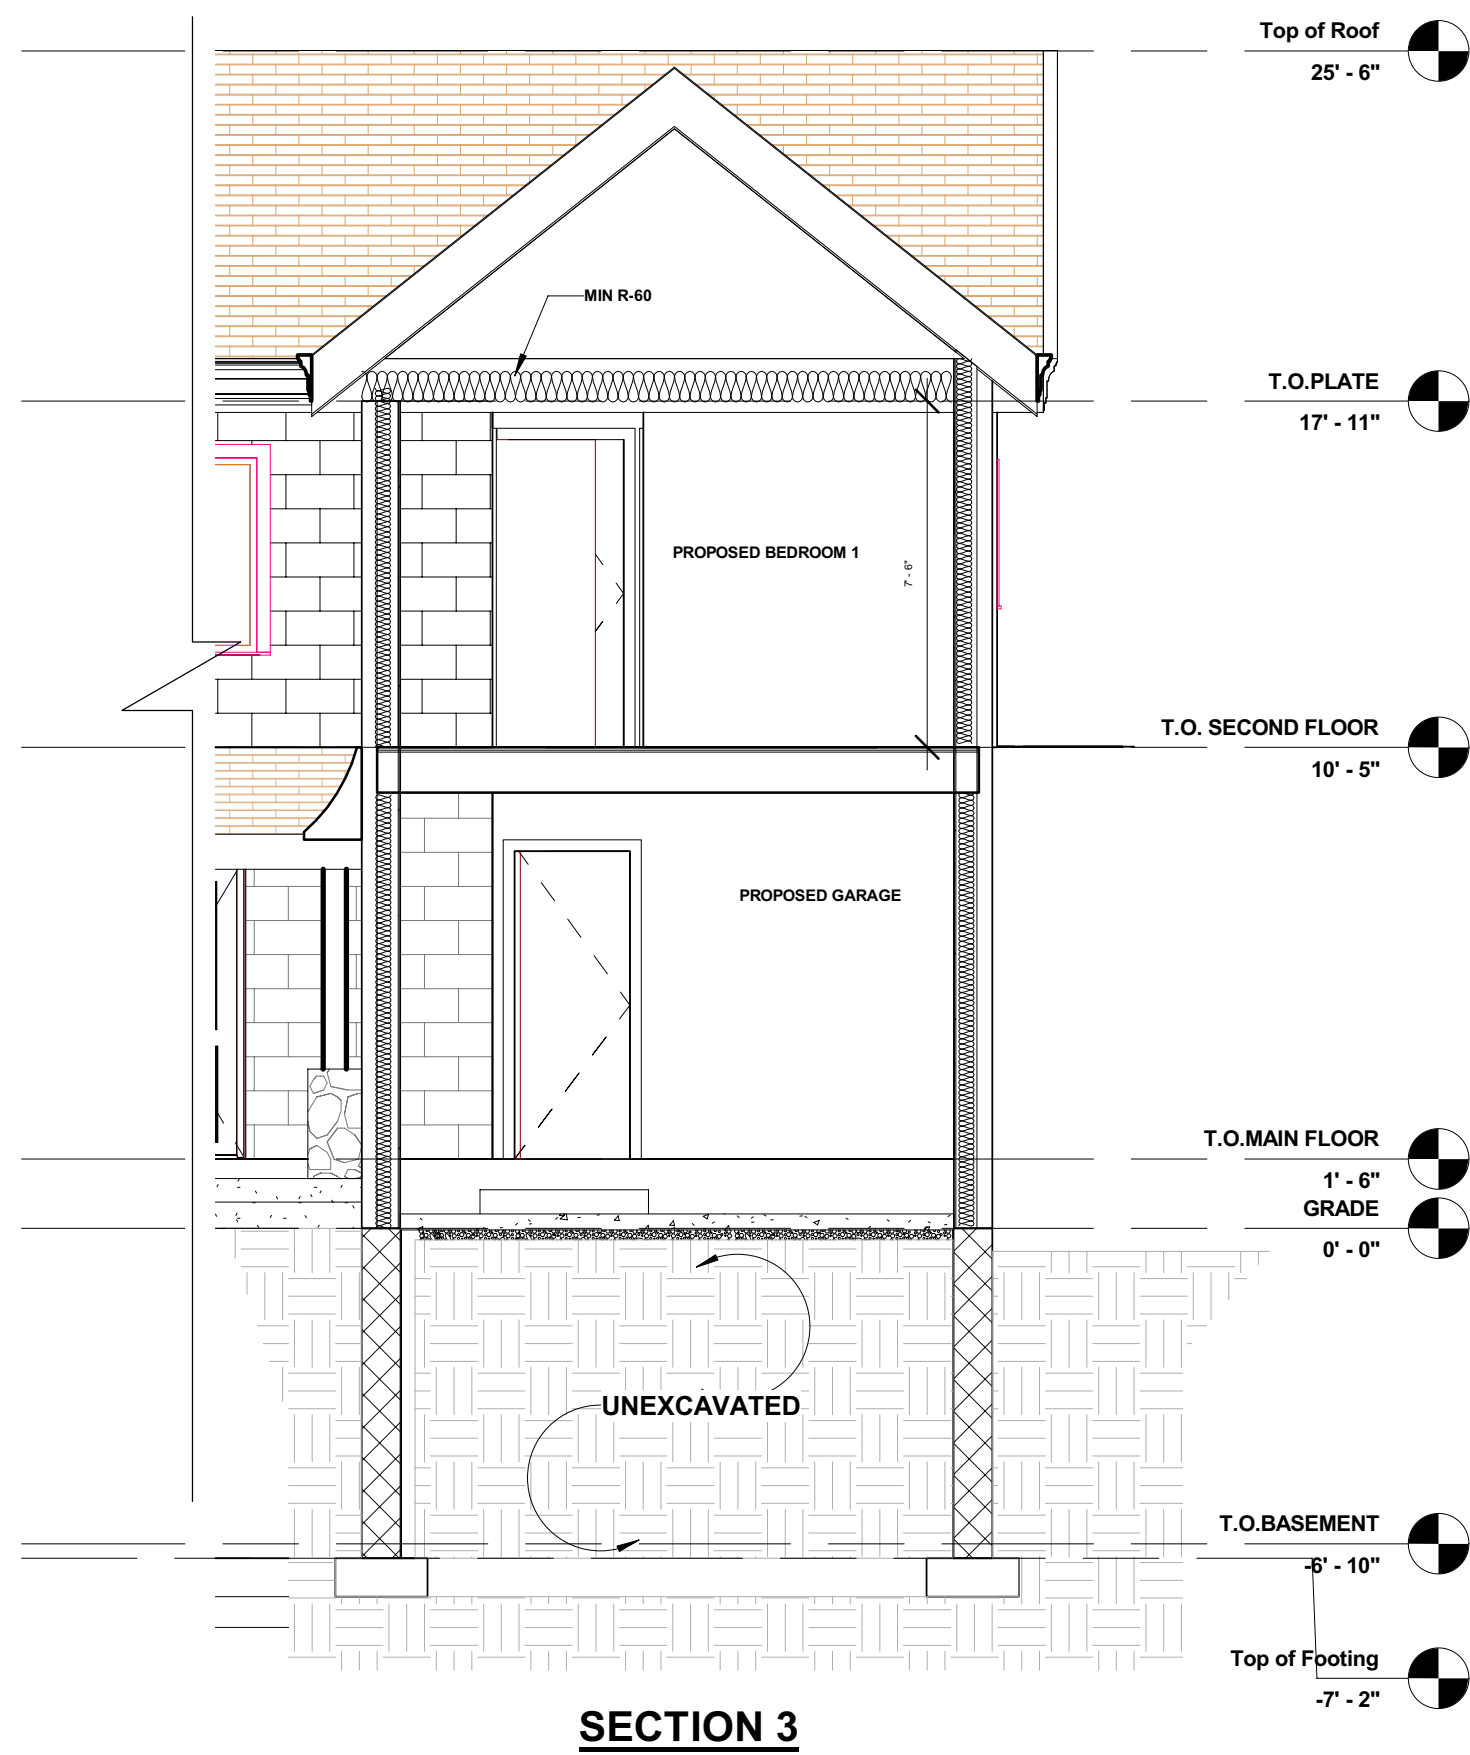 Top of Roof
25' - 6"
MIN R-60
T.O.PLATE
17' - 11"
PROPOSED BEDROOM 1
7' - 6"
T.O. SECOND FLOOR
10' - 5"
PROPOSED GARAGE
T.O.MAIN FLOOR
1' - 6"
GRADE
0' - 0"
UNEXCAVATED
T.O.BASEMENT
-6' - 10"
Top of Footing
-7' - 2"
SECTION 3